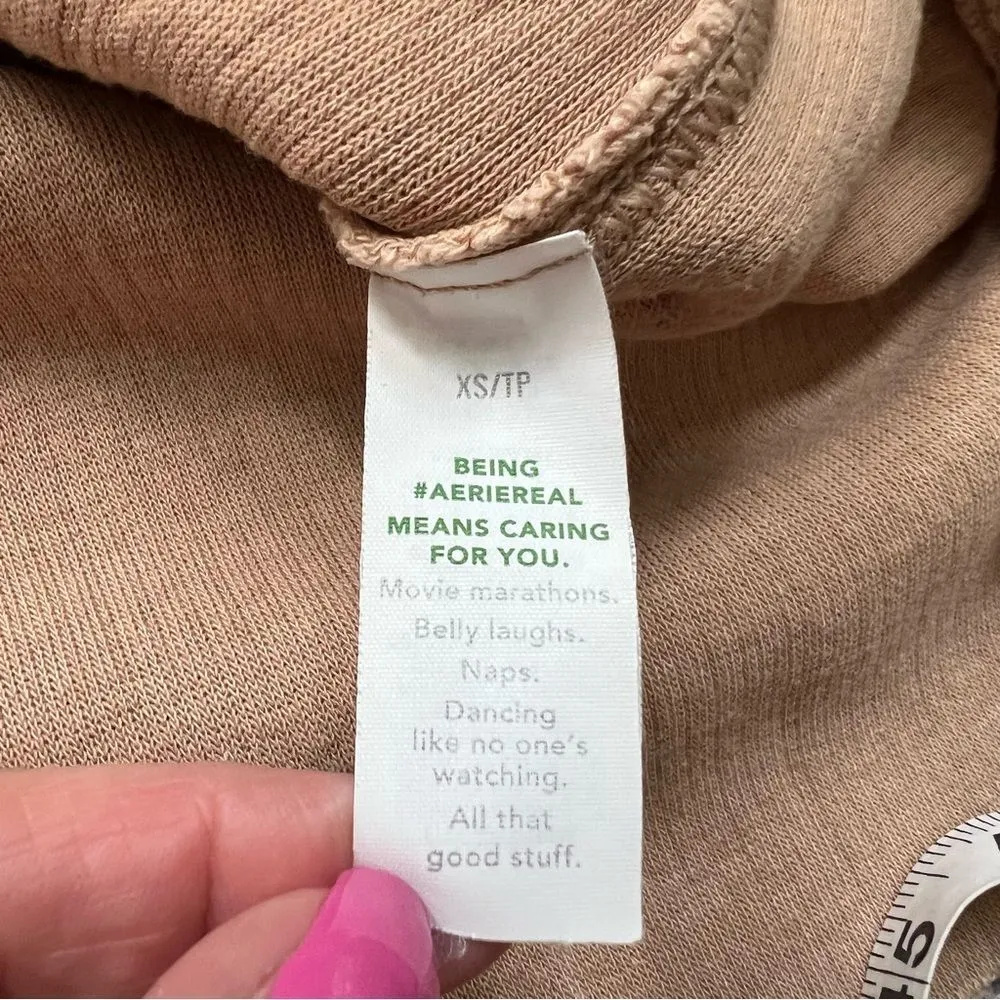 XS/TP
BEING
#AERIEREAL
MEANS CARING
FOR YOU.
Movie marathons.
Belly laughs.
Naps.
Dancing
like no one's
watching.
All that
good stuff.
5